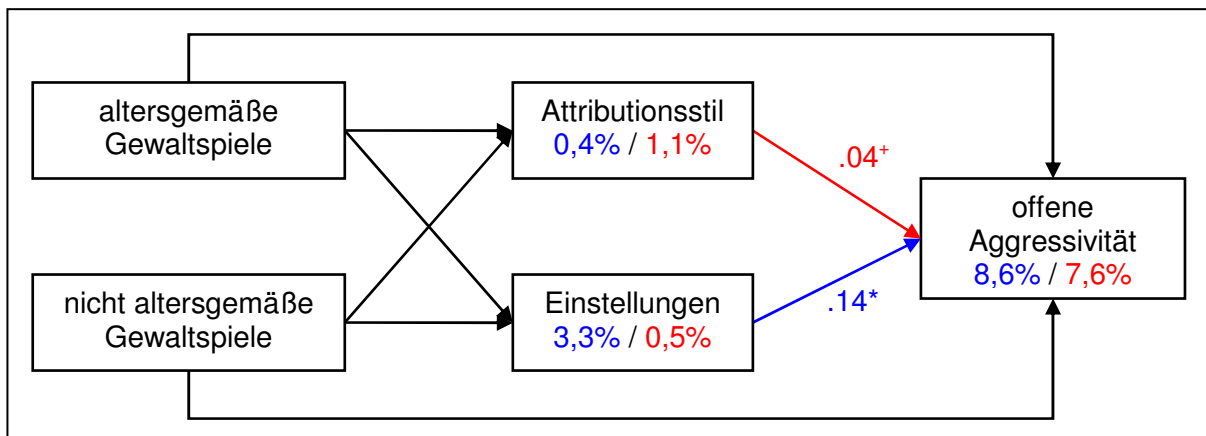 altersgemäße
Gewaltspiele
Attributionsstil
0,4% / 1,1%
.04⁺
offene
Aggressivität
8,6% / 7,6%
nicht altersgemäße
Gewaltspiele
Einstellungen
3,3% / 0,5%
.14*